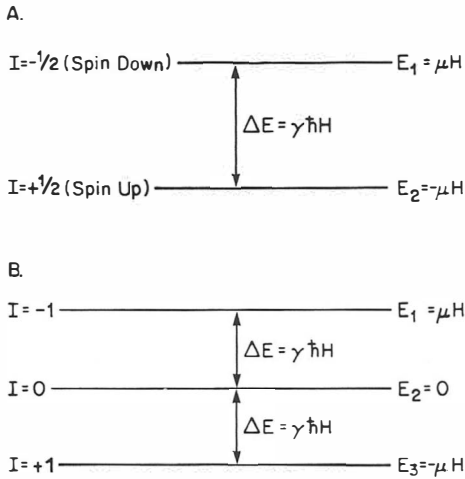 A.
I=-1/2 (Spin Down) E₁ = μH
ΔE = γħH
I=+1/2 (Spin Up) E₂=-μH
B.
I = -1 E₁ = μH
ΔE = γħH
I=0 E₂=0
ΔE = γħH
I = +1 E₃=-μH